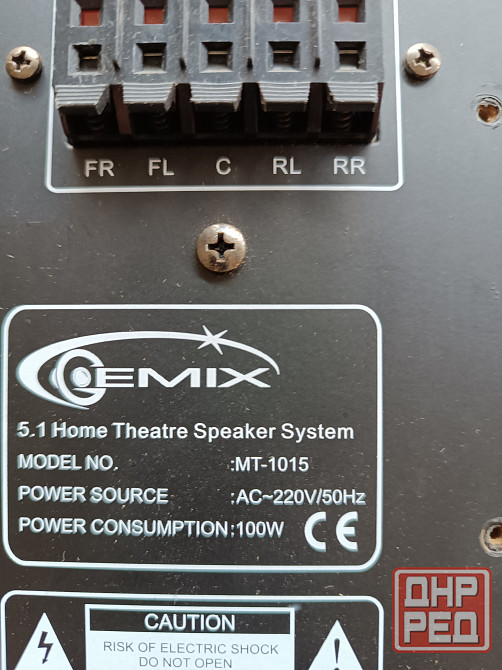 FR FL C RL RR
GEMIX
5.1 Home Theatre Speaker System
MODEL NO. :MT-1015
POWER SOURCE :AC~220V/50Hz
POWER CONSUMPTION:100W CE
CAUTION
RISK OF ELECTRIC SHOCK
DO NOT OPEN
ДНР
РЕД